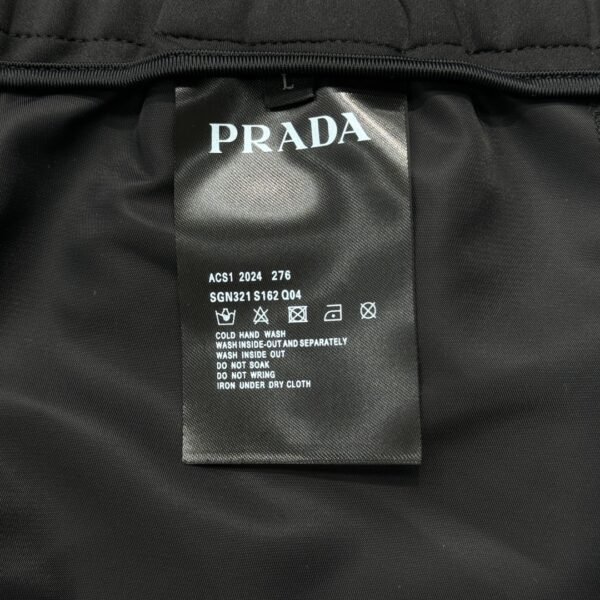 L
PRADA
ACS1 2024 276
SGN321 S162 Q04
COLD HAND WASH
WASH INSIDE-OUT AND SEPARATELY
WASH INSIDE OUT
DO NOT SOAK
DO NOT WRING
IRON UNDER DRY CLOTH